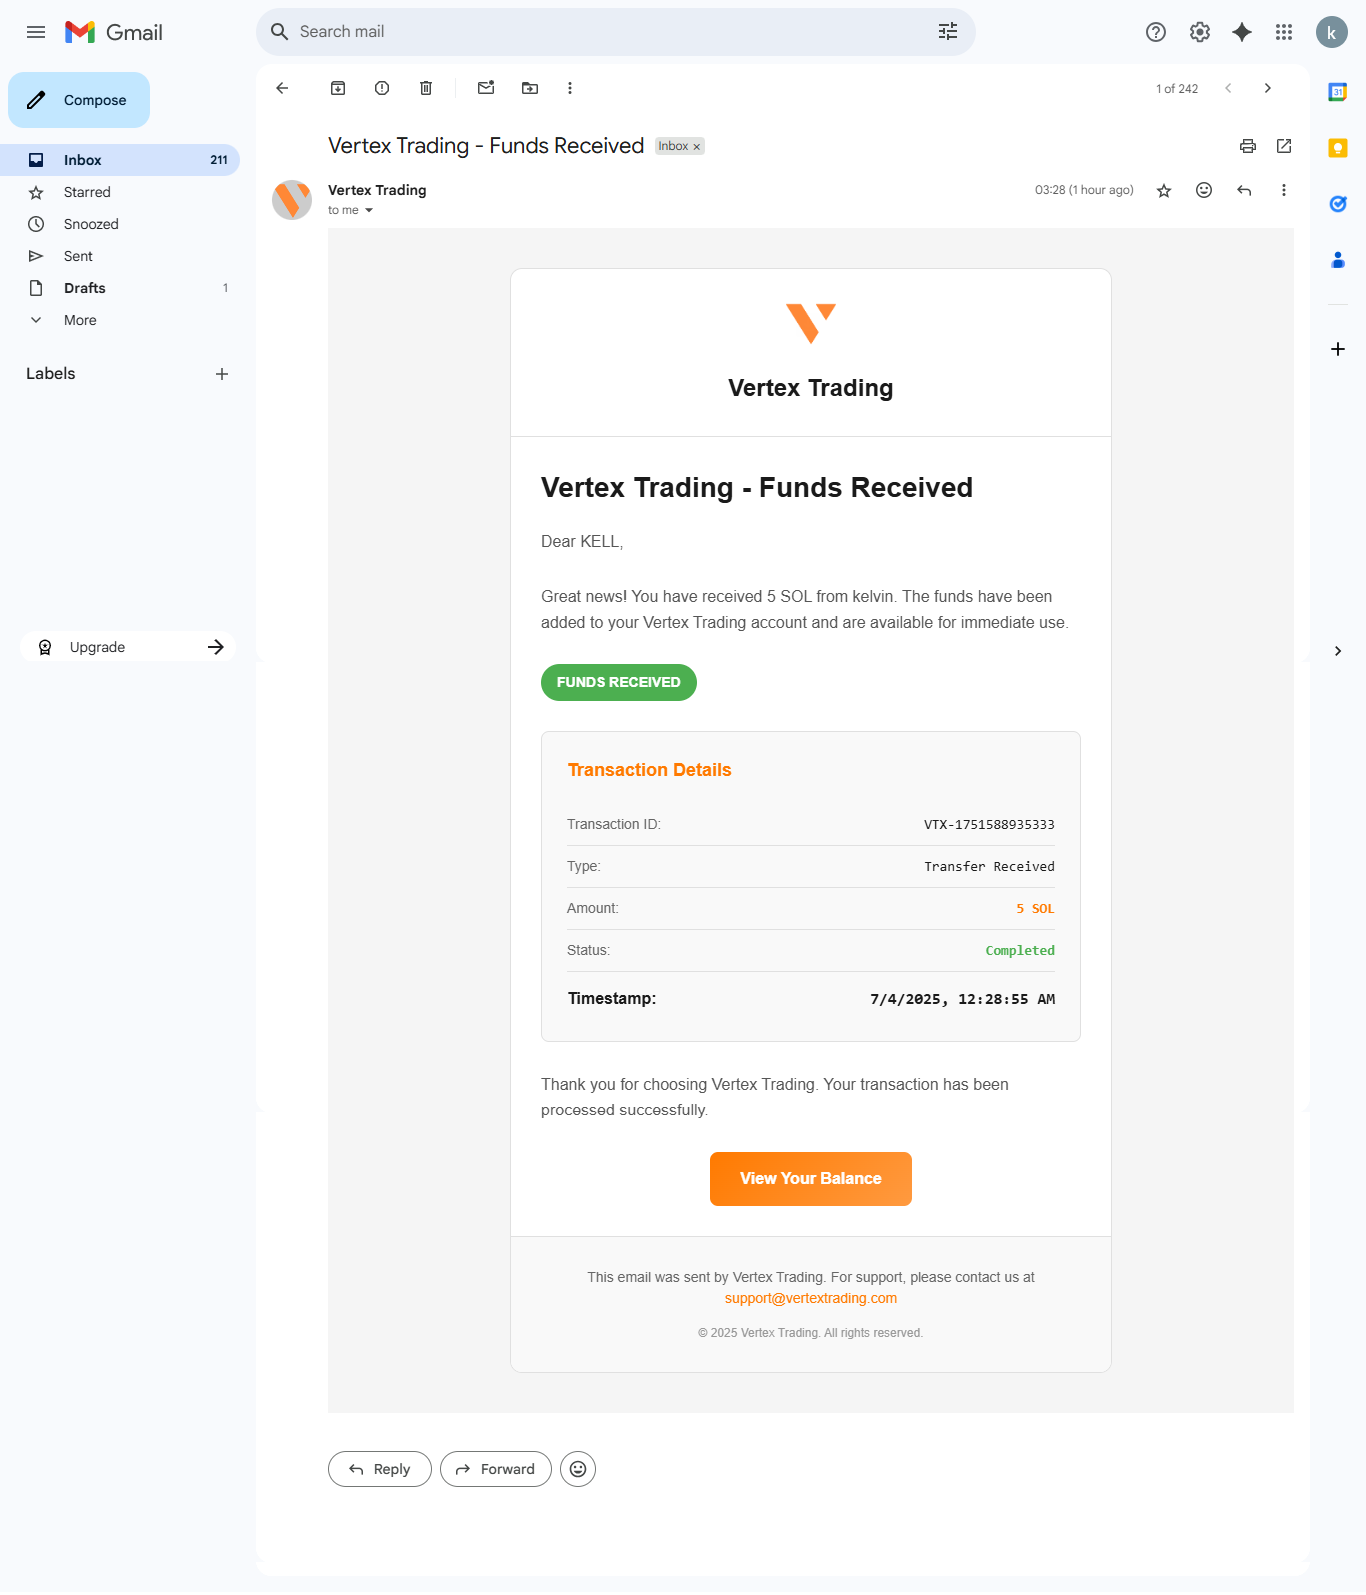 Gmail
Search mail
k
Compose
Inbox 211
Starred
Snoozed
Sent
Drafts 1
More
Labels
Upgrade
1 of 242
31
Vertex Trading - Funds Received Inbox ×
Vertex Trading
to me
03:28 (1 hour ago)
Vertex Trading
Vertex Trading - Funds Received
Dear KELL,
Great news! You have received 5 SOL from kelvin. The funds have been
added to your Vertex Trading account and are available for immediate use.
FUNDS RECEIVED
Transaction Details
Transaction ID: VTX-1751588935333
Type: Transfer Received
Amount: 5 SOL
Status: Completed
Timestamp: 7/4/2025, 12:28:55 AM
Thank you for choosing Vertex Trading. Your transaction has been
processed successfully.
View Your Balance
This email was sent by Vertex Trading. For support, please contact us at
support@vertextrading.com
© 2025 Vertex Trading. All rights reserved.
Reply
Forward